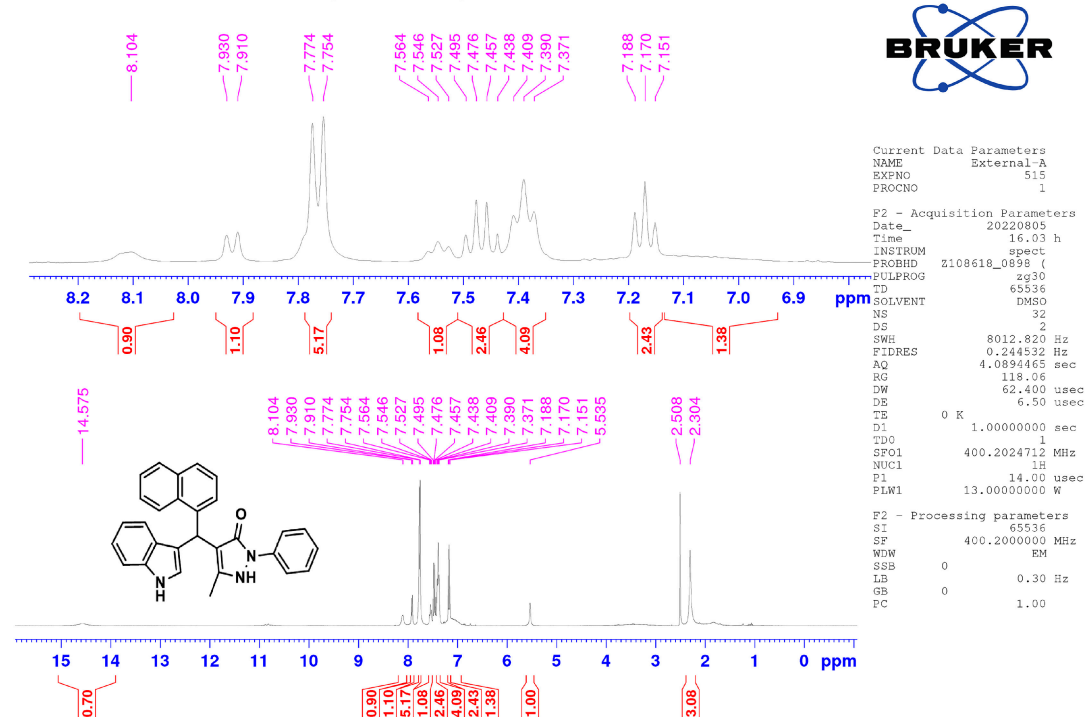 8.104
7.930
7.910
7.774
7.754
7.564
7.546
7.527
7.495
7.476
7.457
7.438
7.409
7.390
7.371
7.188
7.170
7.151
BRUKER
8.2 8.1 8.0 7.9 7.8 7.7 7.6 7.5 7.4 7.3 7.2 7.1 7.0 6.9 ppm
0.90
1.10
5.17
1.08
2.46
4.09
2.43
1.38
14.575
8.104
7.930
7.910
7.774
7.754
7.564
7.546
7.527
7.495
7.476
7.457
7.438
7.409
7.390
7.371
7.188
7.170
7.151
5.535
2.508
2.304
O
N
NH
N
H
15 14 13 12 11 10 9 8 7 6 5 4 3 2 1 0 ppm
0.70
0.90
1.10
5.17
1.08
2.46
4.09
2.43
1.38
1.00
3.08
Current Data Parameters
NAME External-A
EXPNO 515
PROCNO 1
F2 - Acquisition Parameters
Date_ 20220805
Time 16.03 h
INSTRUM spect
PROBHD Z108618_0898 (
PULPROG zg30
TD 65536
SOLVENT DMSO
NS 32
DS 2
SWH 8012.820 Hz
FIDRES 0.244532 Hz
AQ 4.0894465 sec
RG 118.06
DW 62.400 usec
DE 6.50 usec
TE 0 K
D1 1.00000000 sec
TD0 1
SFO1 400.2024712 MHz
NUC1 1H
P1 14.00 usec
PLW1 13.00000000 W
F2 - Processing parameters
SI 65536
SF 400.2000000 MHz
WDW EM
SSB 0
LB 0.30 Hz
GB 0
PC 1.00